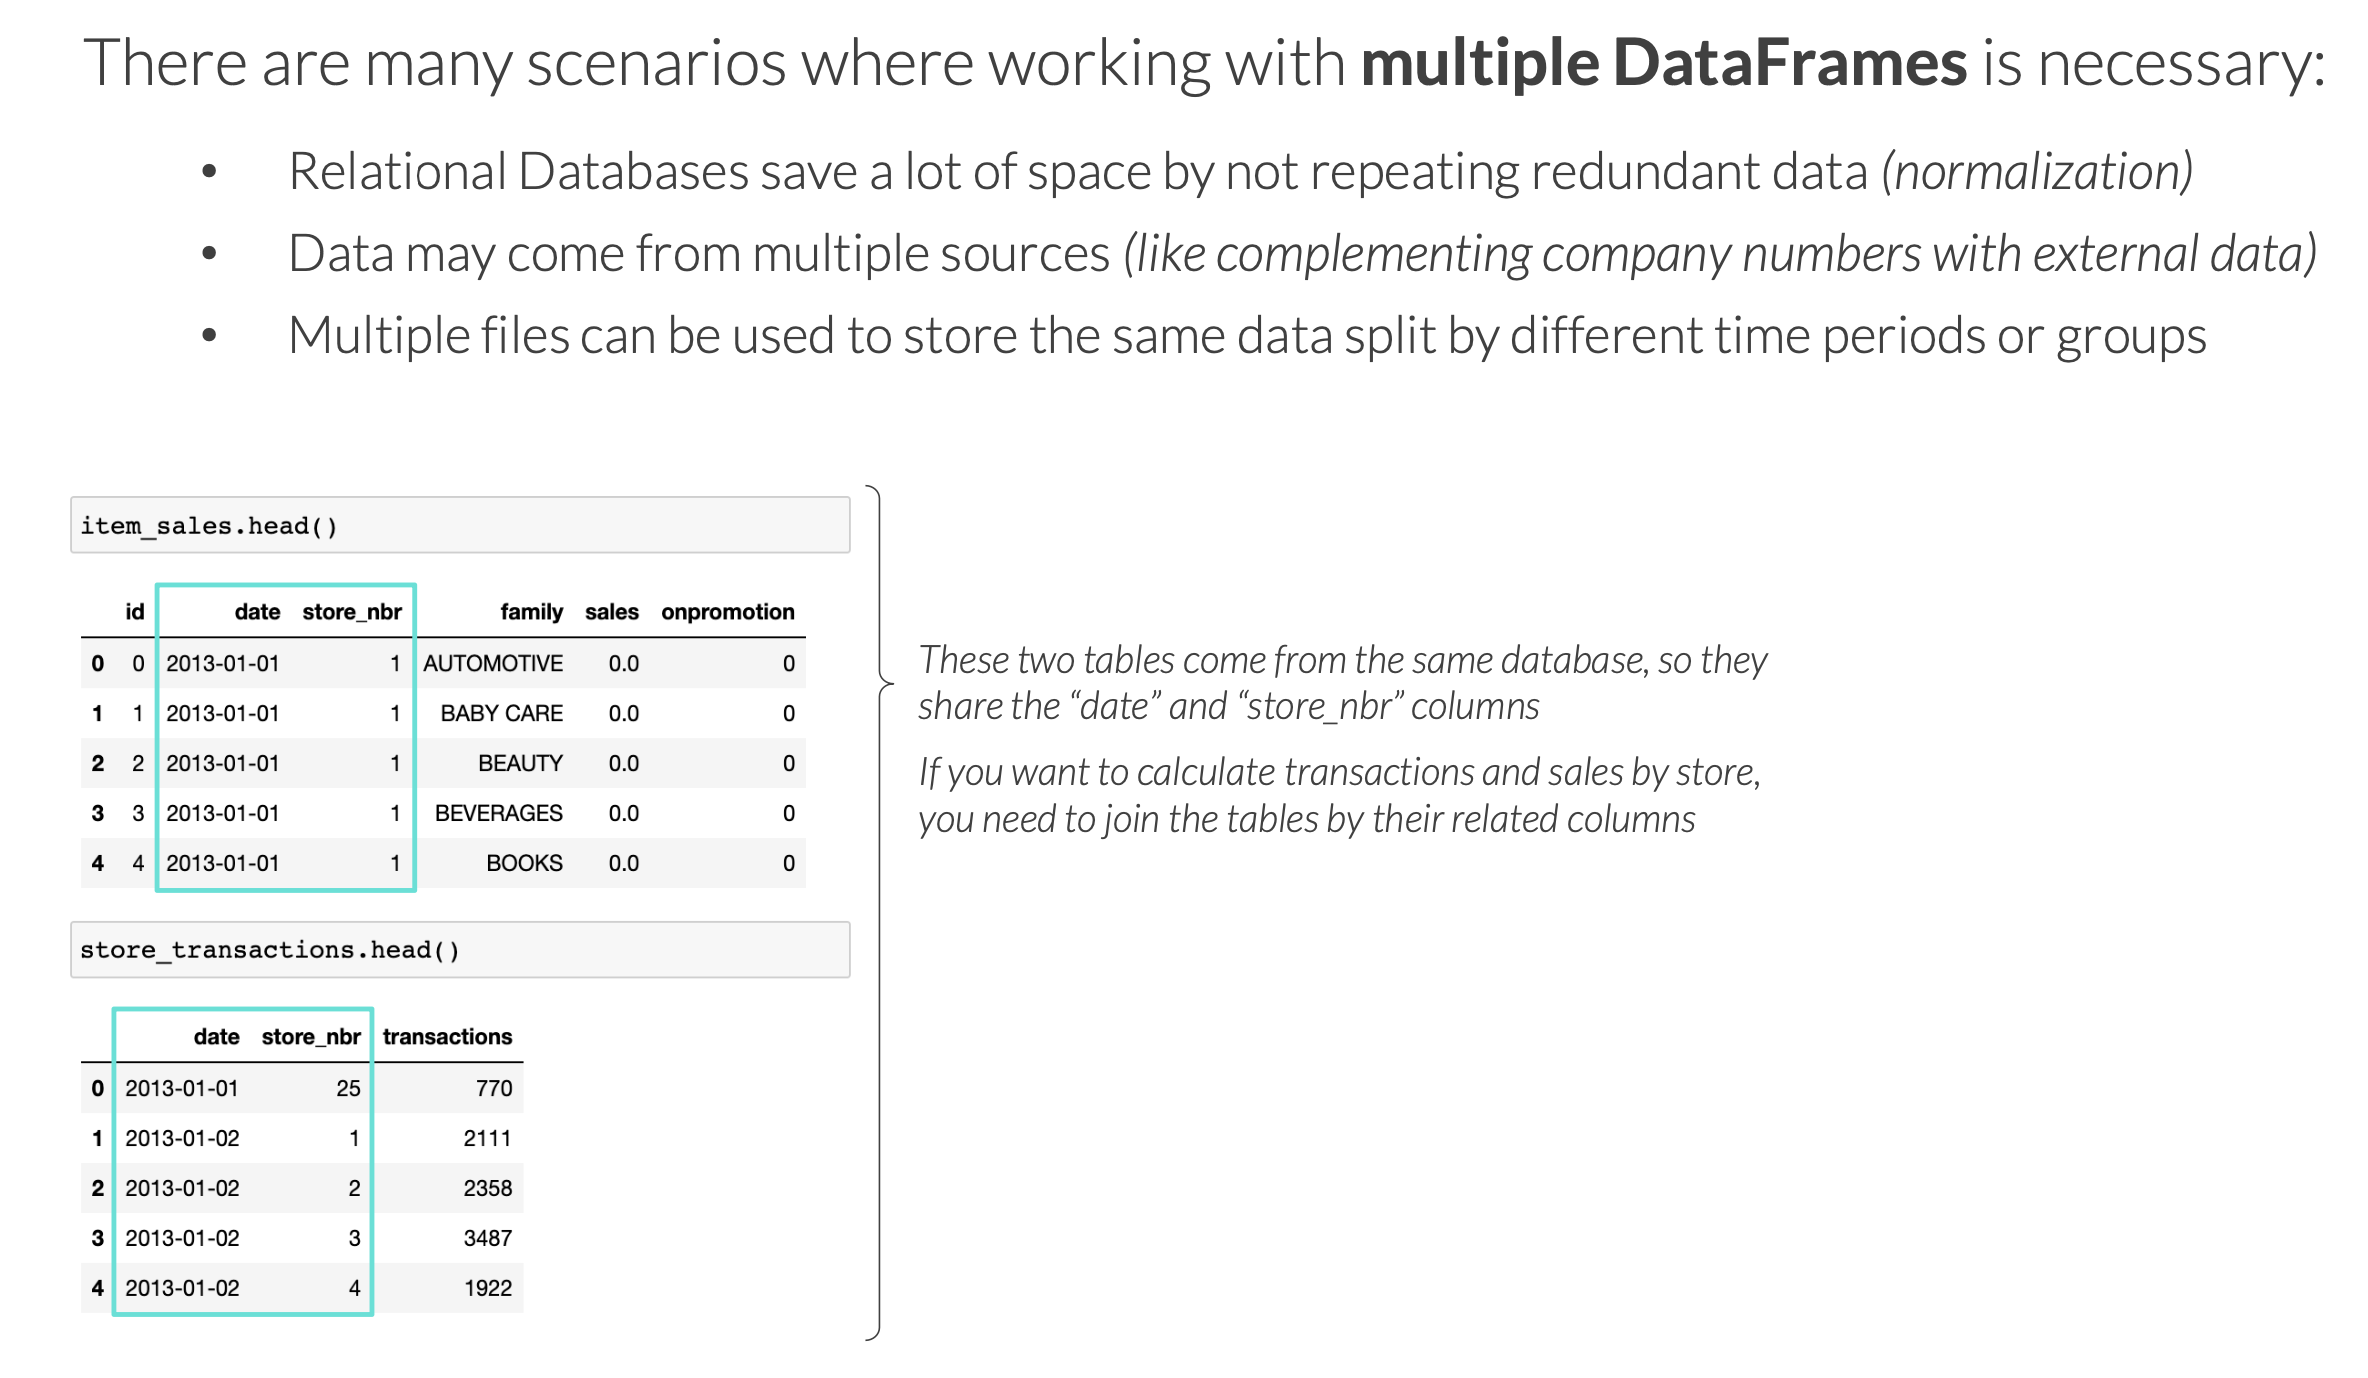 There are many scenarios where working with multiple DataFrames is necessary:
• Relational Databases save a lot of space by not repeating redundant data (normalization)
• Data may come from multiple sources (like complementing company numbers with external data)
• Multiple files can be used to store the same data split by different time periods or groups
item_sales.head()
id date store_nbr family sales onpromotion
0 0 2013-01-01 1 AUTOMOTIVE 0.0 0
1 1 2013-01-01 1 BABY CARE 0.0 0
2 2 2013-01-01 1 BEAUTY 0.0 0
3 3 2013-01-01 1 BEVERAGES 0.0 0
4 4 2013-01-01 1 BOOKS 0.0 0
store_transactions.head()
date store_nbr transactions
0 2013-01-01 25 770
1 2013-01-02 1 2111
2 2013-01-02 2 2358
3 2013-01-02 3 3487
4 2013-01-02 4 1922
These two tables come from the same database, so they
share the “date” and “store_nbr” columns
If you want to calculate transactions and sales by store,
you need to join the tables by their related columns